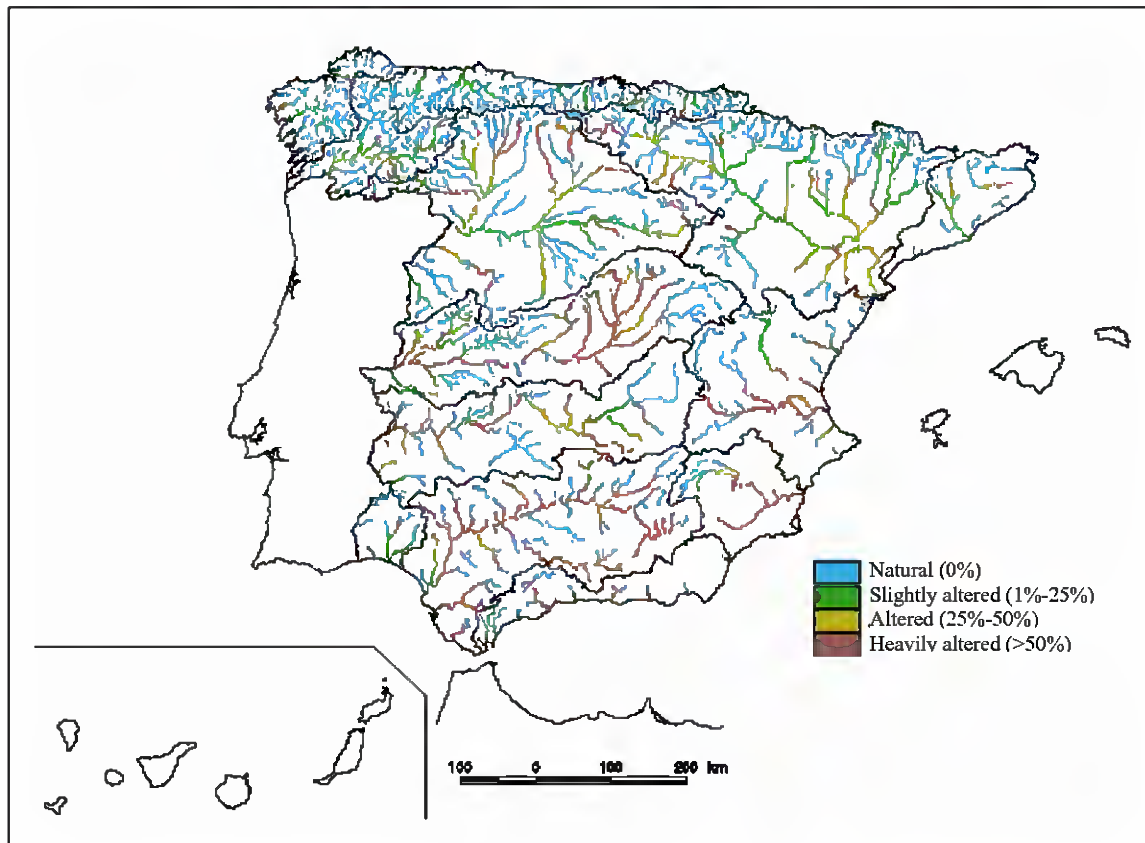 Natural (0%)
Slightly altered (1%-25%)
Altered (25%-50%)
Heavily altered (>50%)
100 0 100 200 km